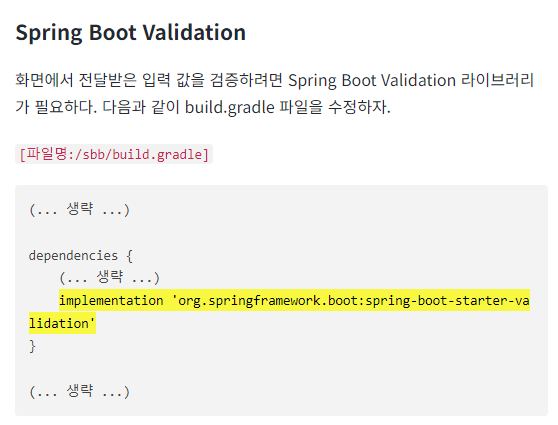 Spring Boot Validation
화면에서 전달받은 입력 값을 검증하려면 Spring Boot Validation 라이브러리
가 필요하다. 다음과 같이 build.gradle 파일을 수정하자.
[파일명:/sbb/build.gradle]
(... 생략 ...)
dependencies {
    (... 생략 ...)
    implementation 'org.springframework.boot:spring-boot-starter-va
lidation'
}
(... 생략 ...)